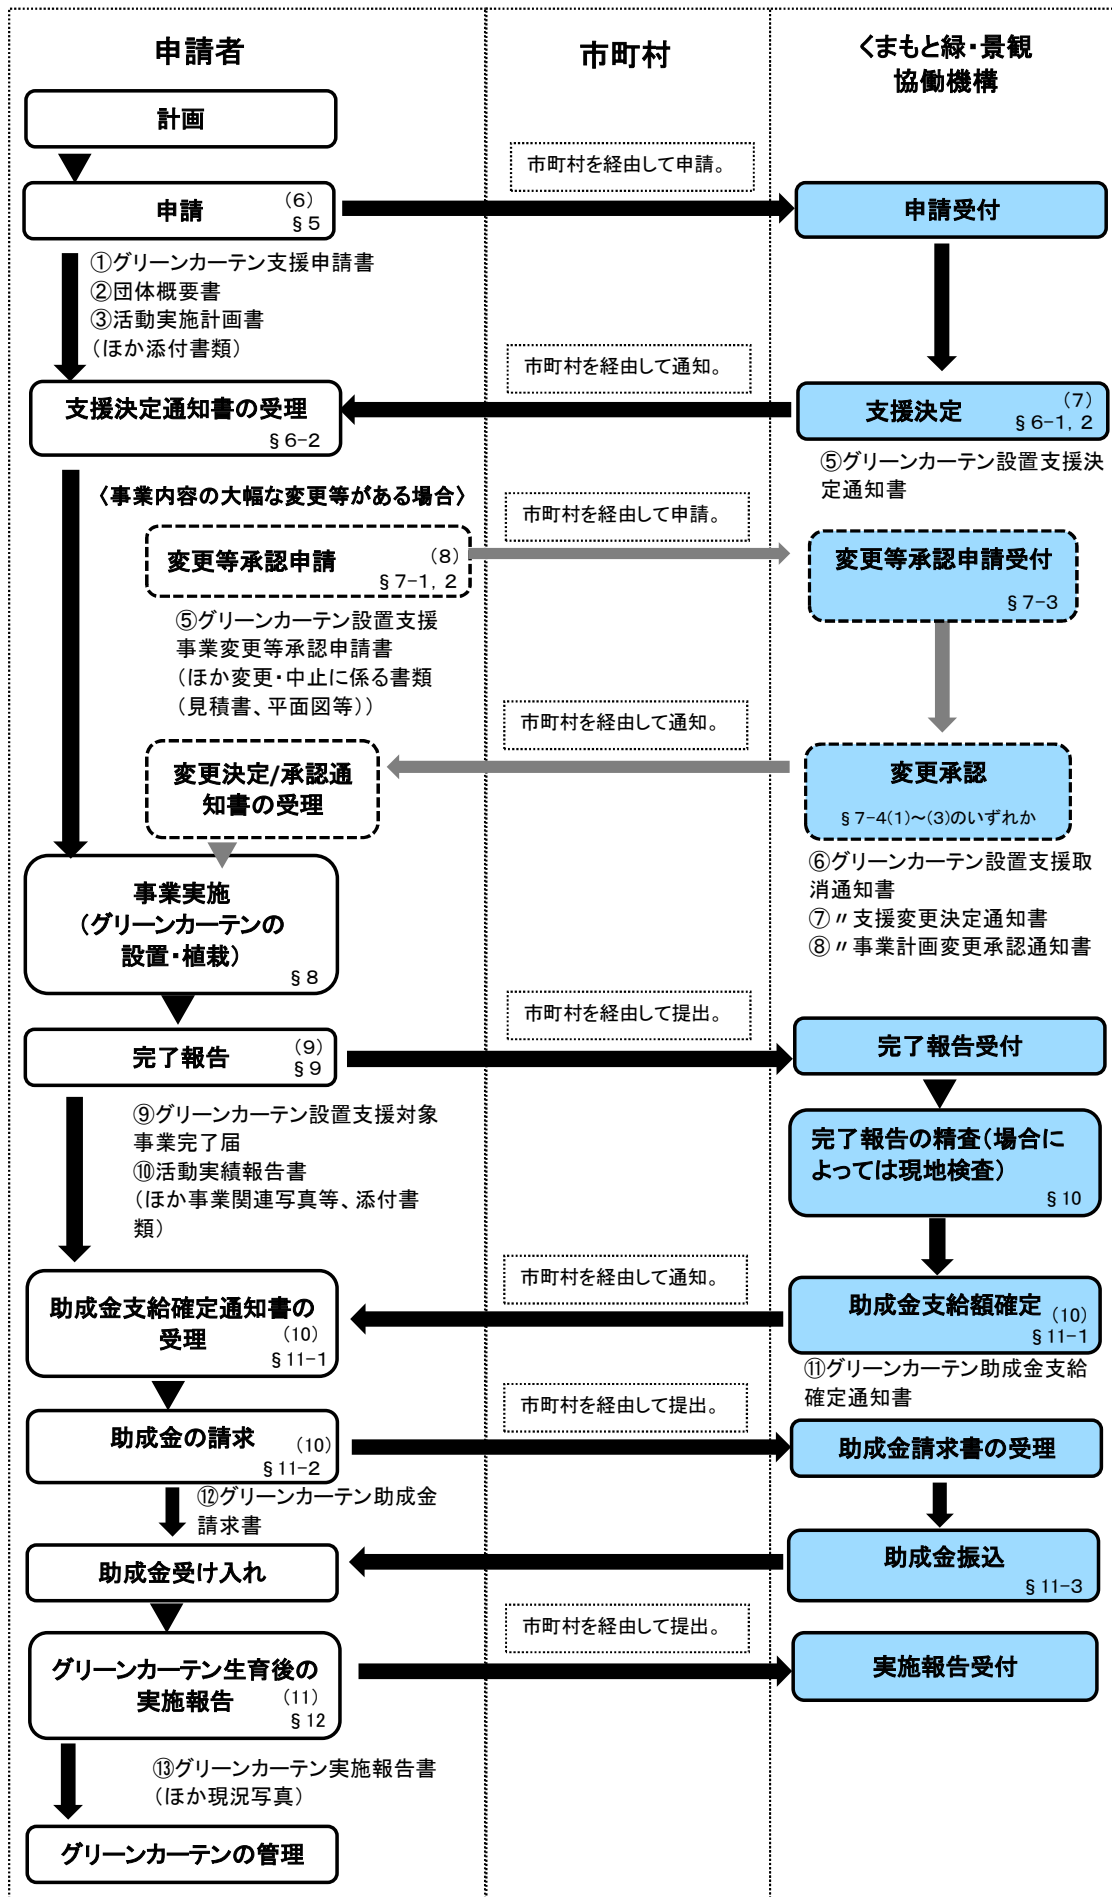 申請者
市町村
くまもと緑・景観
協働機構
計画
市町村を経由して申請。
申請
(6)
§5
申請受付
①グリーンカーテン支援申請書
②団体概要書
③活動実施計画書
(ほか添付書類)
市町村を経由して通知。
支援決定通知書の受理
§6-2
支援決定
(7)
§6-1，2
⑤グリーンカーテン設置支援決
定通知書
〈事業内容の大幅な変更等がある場合〉
市町村を経由して申請。
変更等承認申請
(8)
§7-1，2
変更等承認申請受付
§7-3
⑤グリーンカーテン設置支援
事業変更等承認申請書
(ほか変更・中止に係る書類
(見積書、平面図等))
市町村を経由して通知。
変更決定/承認通
知書の受理
変更承認
§7-4(1)～(3)のいずれか
⑥グリーンカーテン設置支援取
消通知書
⑦〃支援変更決定通知書
⑧〃事業計画変更承認通知書
事業実施
(グリーンカーテンの
設置・植栽)
§8
市町村を経由して提出。
完了報告
(9)
§9
完了報告受付
⑨グリーンカーテン設置支援対象
事業完了届
⑩活動実績報告書
(ほか事業関連写真等、添付書
類)
完了報告の精査(場合に
よっては現地検査)
§10
市町村を経由して通知。
助成金支給確定通知書の
受理
(10)
§11-1
助成金支給額確定
(10)
§11-1
⑪グリーンカーテン助成金支給
確定通知書
市町村を経由して提出。
助成金の請求
(10)
§11-2
助成金請求書の受理
⑫グリーンカーテン助成金
請求書
助成金受け入れ
助成金振込
§11-3
市町村を経由して提出。
グリーンカーテン生育後の
実施報告
(11)
§12
実施報告受付
⑬グリーンカーテン実施報告書
(ほか現況写真)
グリーンカーテンの管理